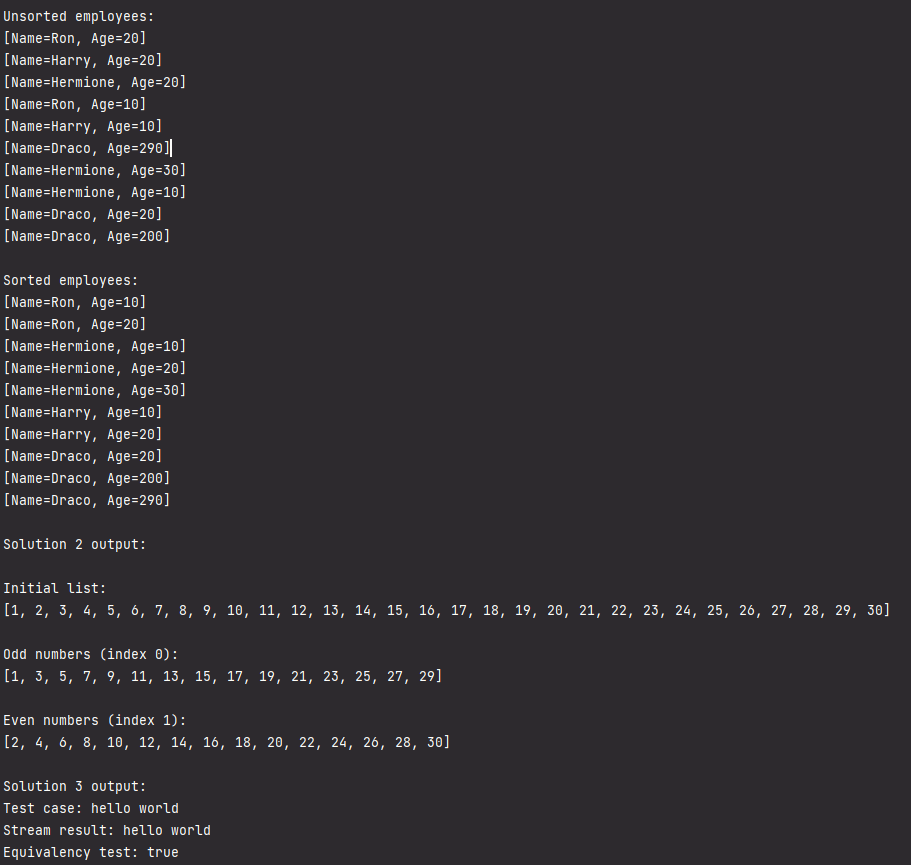 Unsorted employees:
[Name=Ron, Age=20]
[Name=Harry, Age=20]
[Name=Hermione, Age=20]
[Name=Ron, Age=10]
[Name=Harry, Age=10]
[Name=Draco, Age=290]
[Name=Hermione, Age=30]
[Name=Hermione, Age=10]
[Name=Draco, Age=20]
[Name=Draco, Age=200]
Sorted employees:
[Name=Ron, Age=10]
[Name=Ron, Age=20]
[Name=Hermione, Age=10]
[Name=Hermione, Age=20]
[Name=Hermione, Age=30]
[Name=Harry, Age=10]
[Name=Harry, Age=20]
[Name=Draco, Age=20]
[Name=Draco, Age=200]
[Name=Draco, Age=290]
Solution 2 output:
Initial list:
[1, 2, 3, 4, 5, 6, 7, 8, 9, 10, 11, 12, 13, 14, 15, 16, 17, 18, 19, 20, 21, 22, 23, 24, 25, 26, 27, 28, 29, 30]
Odd numbers (index 0):
[1, 3, 5, 7, 9, 11, 13, 15, 17, 19, 21, 23, 25, 27, 29]
Even numbers (index 1):
[2, 4, 6, 8, 10, 12, 14, 16, 18, 20, 22, 24, 26, 28, 30]
Solution 3 output:
Test case: hello world
Stream result: hello world
Equivalency test: true